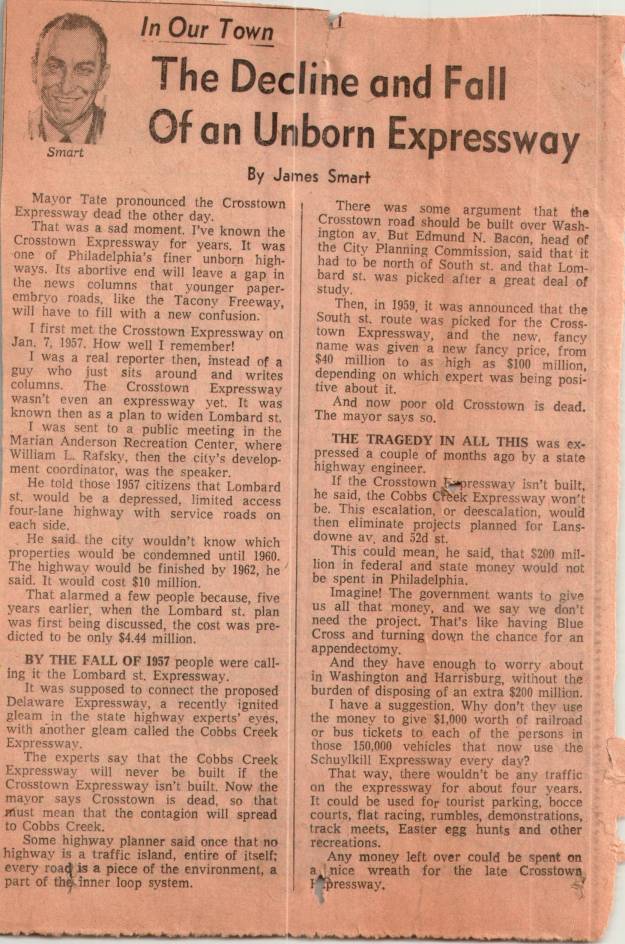 In Our Town
The Decline and Fall
Of an Unborn Expressway
Smart
By James Smart
Mayor Tate pronounced the Crosstown
Expressway dead the other day.
That was a sad moment. I've known the
Crosstown Expressway for years. It was
one of Philadelphia's finer unborn high-
ways. Its abortive end will leave a gap in
the news columns that younger paper-
embryo roads, like the Tacony Freeway,
will have to fill with a new confusion.
I first met the Crosstown Expressway on
Jan. 7, 1957. How well I remember!
I was a real reporter then, instead of a
guy who just sits around and writes
columns. The Crosstown Expressway
wasn't even an expressway yet. It was
known then as a plan to widen Lombard st.
I was sent to a public meeting in the
Marian Anderson Recreation Center, where
William L. Rafsky, then the city's develop-
ment coordinator, was the speaker.
He told those 1957 citizens that Lombard
st. would be a depressed, limited access
four-lane highway with service roads on
each side.
He said the city wouldn't know which
properties would be condemned until 1960.
The highway would be finished by 1962, he
said. It would cost $10 million.
That alarmed a few people because, five
years earlier, when the Lombard st. plan
was first being discussed, the cost was pre-
dicted to be only $4.44 million.
BY THE FALL OF 1957 people were call-
ing it the Lombard st. Expressway.
It was supposed to connect the proposed
Delaware Expressway, a recently ignited
gleam in the state highway experts' eyes,
with another gleam called the Cobbs Creek
Expressway.
The experts say that the Cobbs Creek
Expressway will never be built if the
Crosstown Expressway isn't built. Now the
mayor says Crosstown is dead, so that
must mean that the contagion will spread
to Cobbs Creek.
Some highway planner said once that no
highway is a traffic island, entire of itself;
every road is a piece of the environment, a
part of the inner loop system.
There was some argument that the
Crosstown road should be built over Wash-
ington av. But Edmund N. Bacon, head of
the City Planning Commission, said that it
had to be north of South st. and that Lom-
bard st. was picked after a great deal of
study.
Then, in 1959, it was announced that the
South st. route was picked for the Cross-
town Expressway, and the new, fancy
name was given a new fancy price, from
$40 million to as high as $100 million,
depending on which expert was being posi-
tive about it.
And now poor old Crosstown is dead.
The mayor says so.
THE TRAGEDY IN ALL THIS was ex-
pressed a couple of months ago by a state
highway engineer.
If the Crosstown Expressway isn't built,
he said, the Cobbs Creek Expressway won't
be. This escalation, or deescalation, would
then eliminate projects planned for Lans-
downe av. and 52d st.
This could mean, he said, that $200 mil-
lion in federal and state money would not
be spent in Philadelphia.
Imagine! The government wants to give
us all that money, and we say we don't
need the project. That's like having Blue
Cross and turning down the chance for an
appendectomy.
And they have enough to worry about
in Washington and Harrisburg, without the
burden of disposing of an extra $200 million.
I have a suggestion. Why don't they use
the money to give $1,000 worth of railroad
or bus tickets to each of the persons in
those 150,000 vehicles that now use the
Schuylkill Expressway every day?
That way, there wouldn't be any traffic
on the expressway for about four years.
It could be used for tourist parking, bocce
courts, flat racing, rumbles, demonstrations,
track meets, Easter egg hunts and other
recreations.
Any money left over could be spent on
a nice wreath for the late Crosstown
Expressway.